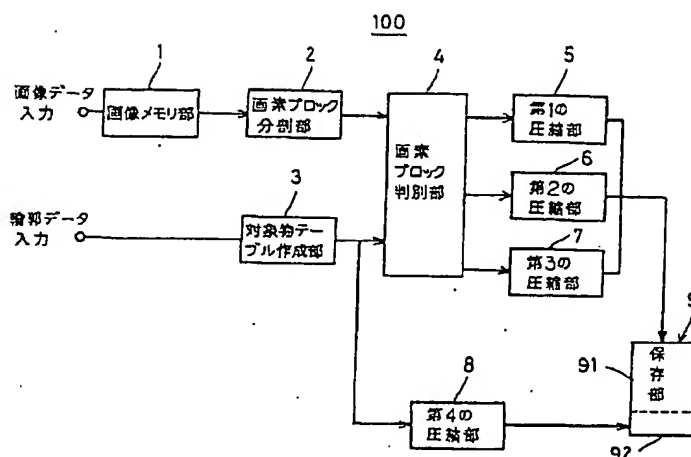 100
1
2
4
5
画像データ
入力
画像メモリ部
画素ブロック
分割部
画素
ブロック
判別部
第1の
圧縮部
6
第2の
圧縮部
3
輪郭データ
入力
対象物テー
ブル作成部
7
第3の
圧縮部
9
91
保存部
8
第4の
圧縮部
92